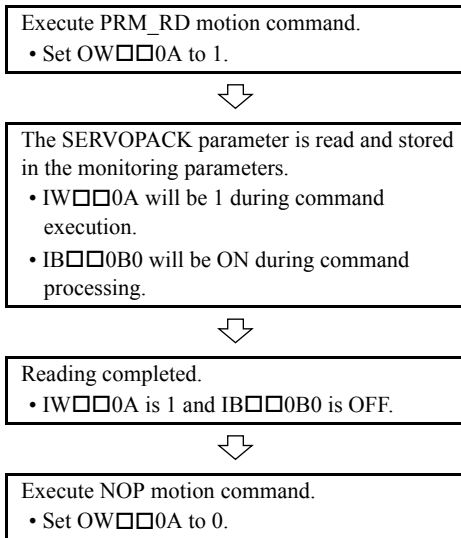 Execute PRM_RD motion command.
• Set OW□□0A to 1.
The SERVOPACK parameter is read and stored
in the monitoring parameters.
• IW□□0A will be 1 during command
execution.
• IB□□0B0 will be ON during command
processing.
Reading completed.
• IW□□0A is 1 and IB□□0B0 is OFF.
Execute NOP motion command.
• Set OW□□0A to 0.